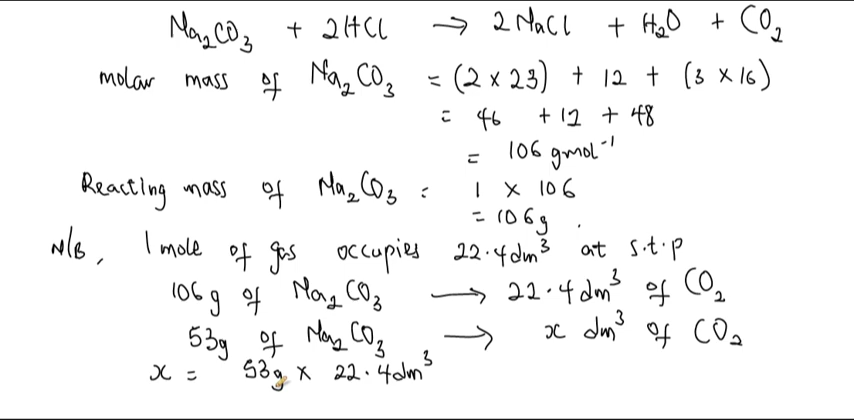 Na₂CO₃ + 2HCl → 2NaCl + H₂O + CO₂
molar mass of Na₂CO₃ = (2 × 23) + 12 + (3 × 16)
= 46 + 12 + 48
= 106 gmol⁻¹
Reacting mass of Na₂CO₃ = 1 × 106
= 106g.
N/B, 1 mole of gas occupies 22.4dm³ at s.t.p
106g of Na₂CO₃ → 22.4dm³ of CO₂
53g of Na₂CO₃ → x dm³ of CO₂
x = 53g × 22.4dm³